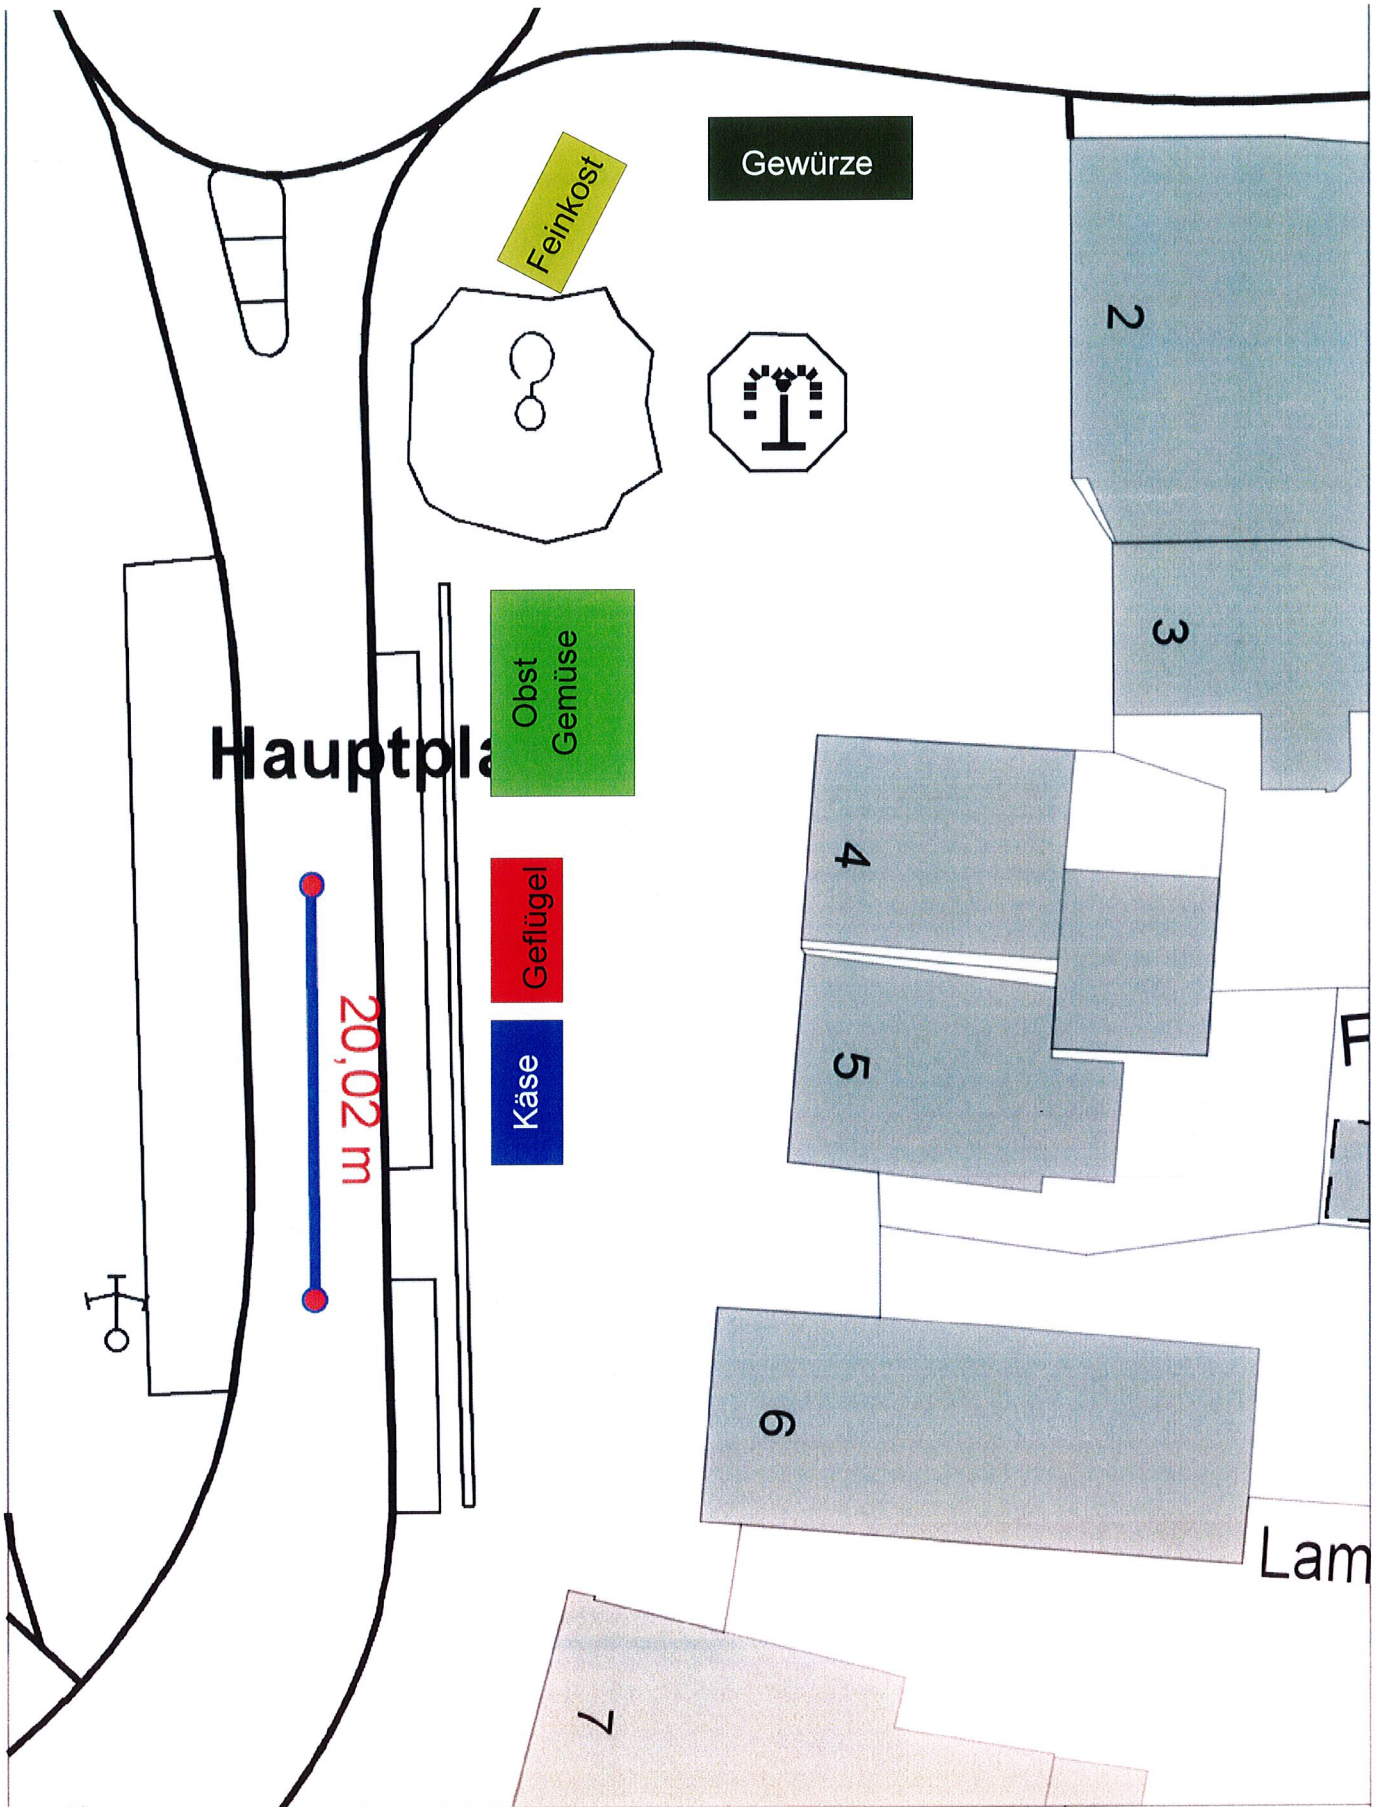 Gewürze
Feinkost
2
3
Obst
Gemüse
Hauptpla
4
Geflügel
20,02 m
Käse
5
F
6
Lam
7